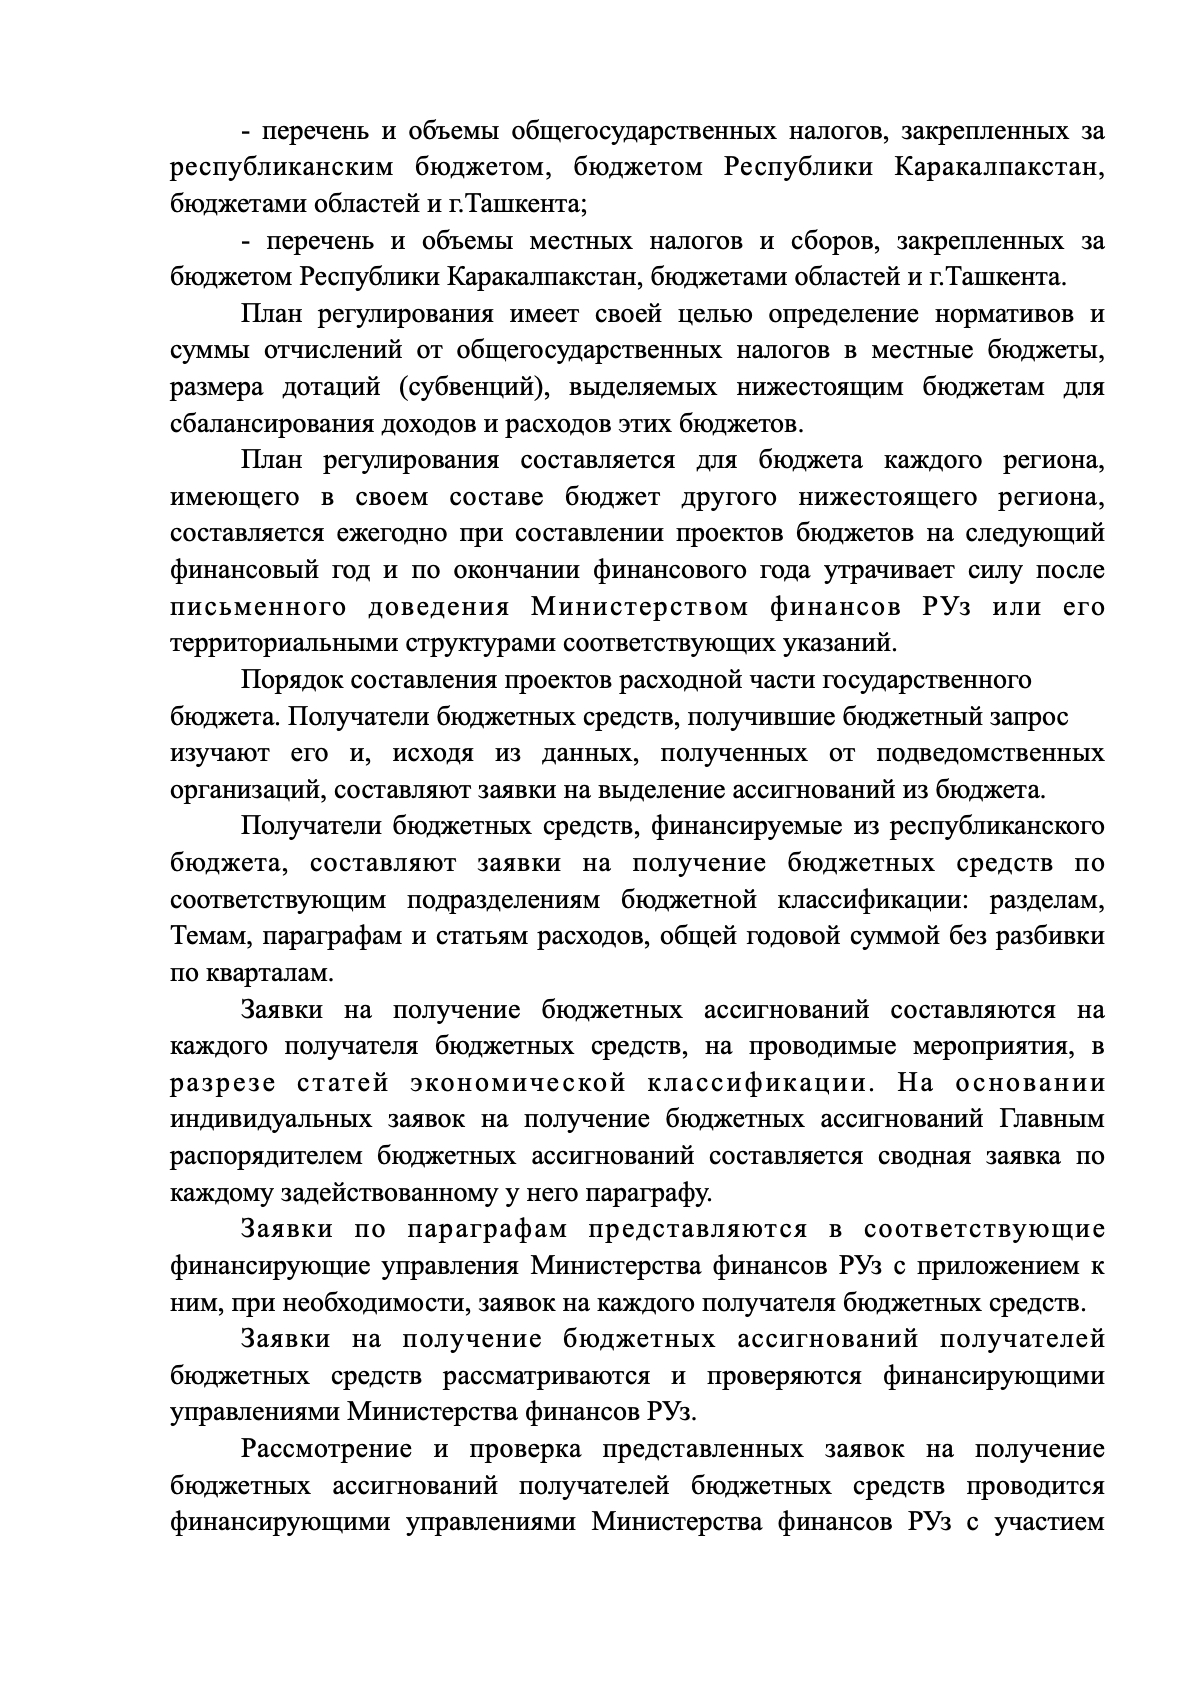 - перечень и объемы общегосударственных налогов, закрепленных за
республиканским бюджетом, бюджетом Республики Каракалпакстан,
бюджетами областей и г.Ташкента;
- перечень и объемы местных налогов и сборов, закрепленных за
бюджетом Республики Каракалпакстан, бюджетами областей и г.Ташкента.
План регулирования имеет своей целью определение нормативов и
суммы отчислений от общегосударственных налогов в местные бюджеты,
размера дотаций (субвенций), выделяемых нижестоящим бюджетам для
сбалансирования доходов и расходов этих бюджетов.
План регулирования составляется для бюджета каждого региона,
имеющего в своем составе бюджет другого нижестоящего региона,
составляется ежегодно при составлении проектов бюджетов на следующий
финансовый год и по окончании финансового года утрачивает силу после
письменного доведения Министерством финансов РУз или его
территориальными структурами соответствующих указаний.
Порядок составления проектов расходной части государственного
бюджета. Получатели бюджетных средств, получившие бюджетный запрос
изучают его и, исходя из данных, полученных от подведомственных
организаций, составляют заявки на выделение ассигнований из бюджета.
Получатели бюджетных средств, финансируемые из республиканского
бюджета, составляют заявки на получение бюджетных средств по
соответствующим подразделениям бюджетной классификации: разделам,
Темам, параграфам и статьям расходов, общей годовой суммой без разбивки
по кварталам.
Заявки на получение бюджетных ассигнований составляются на
каждого получателя бюджетных средств, на проводимые мероприятия, в
разрезе статей экономической классификации. На основании
индивидуальных заявок на получение бюджетных ассигнований Главным
распорядителем бюджетных ассигнований составляется сводная заявка по
каждому задействованному у него параграфу.
Заявки по параграфам представляются в соответствующие
финансирующие управления Министерства финансов РУз с приложением к
ним, при необходимости, заявок на каждого получателя бюджетных средств.
Заявки на получение бюджетных ассигнований получателей
бюджетных средств рассматриваются и проверяются финансирующими
управлениями Министерства финансов РУз.
Рассмотрение и проверка представленных заявок на получение
бюджетных ассигнований получателей бюджетных средств проводится
финансирующими управлениями Министерства финансов РУз с участием